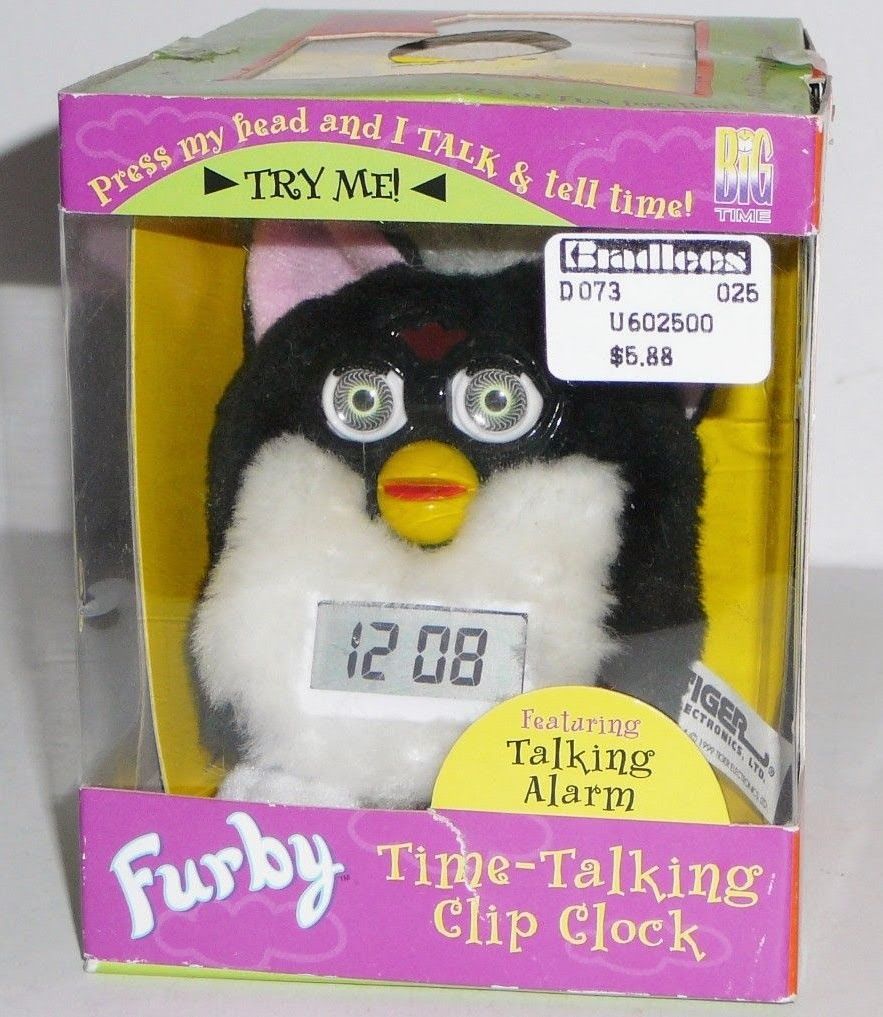 Press my head and I TALK & tell time!
TRY ME!
BIG
TIME
Bradlees
D073 025
U602500
$5.88
12 08
TIGER®
ELECTRONICS, LTD.
Featuring
Talking
Alarm
Furby™
Time-Talking
Clip Clock